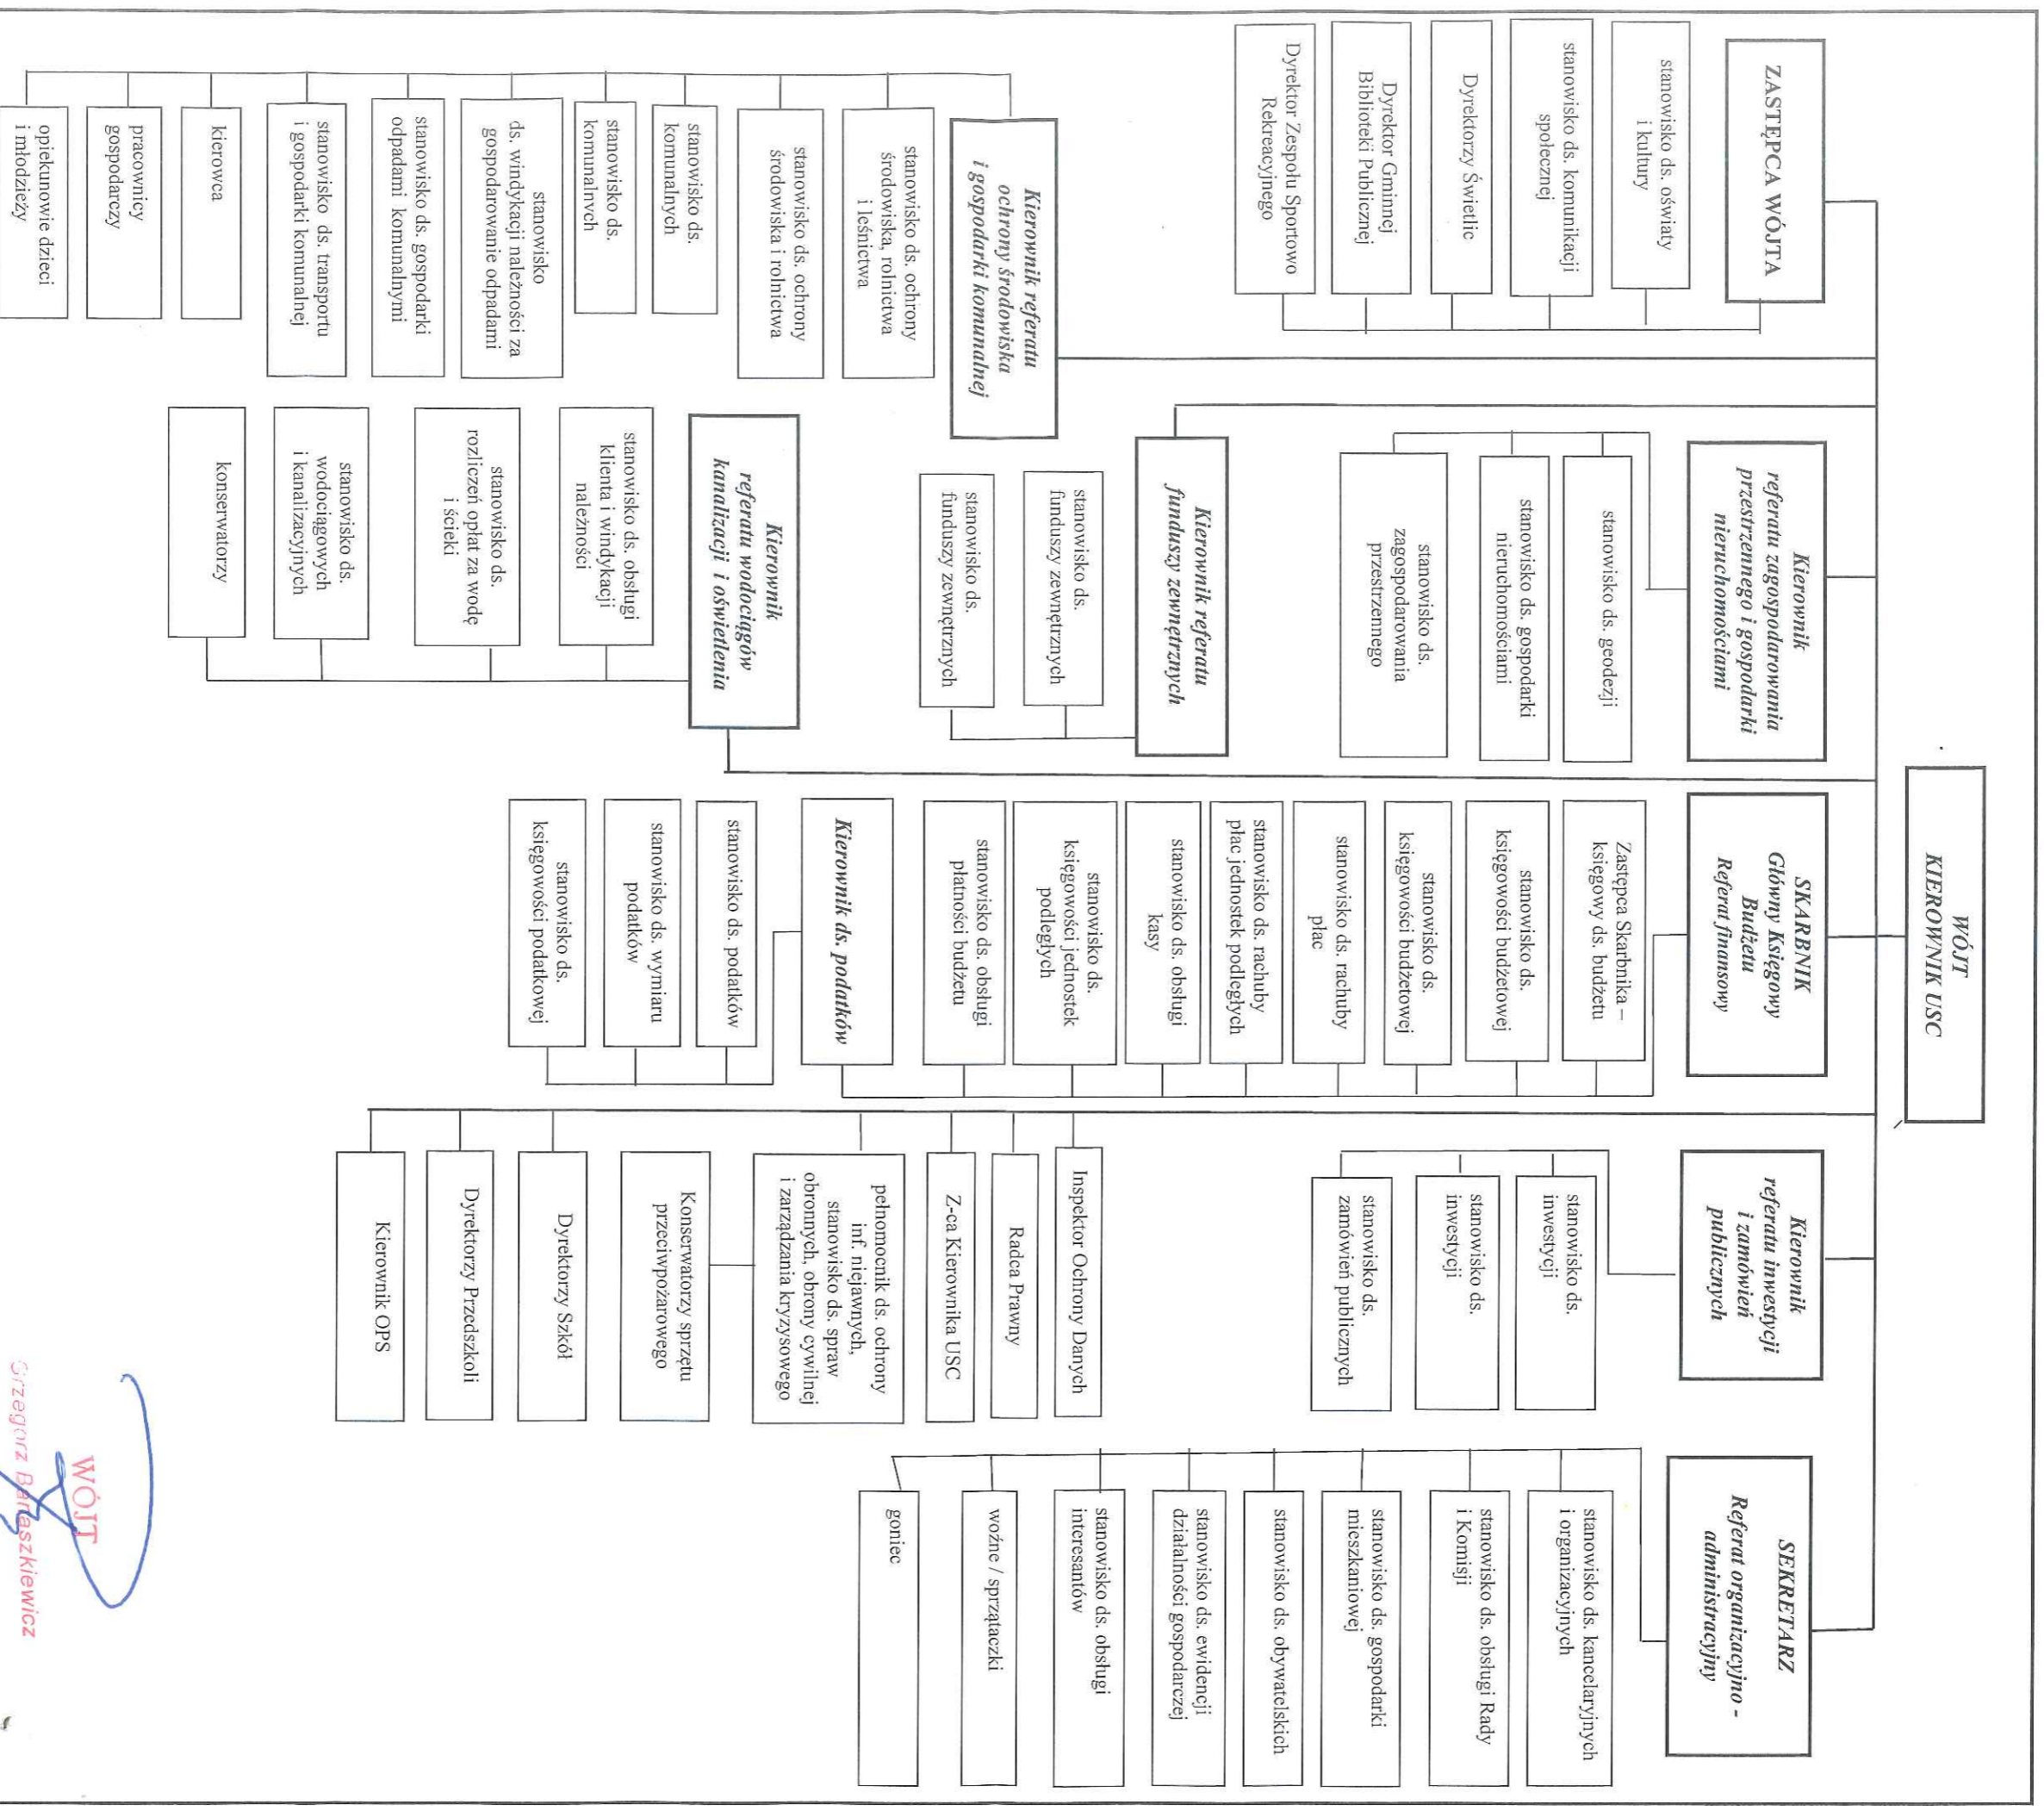 WÓJT
KIEROWNIK USC
ZASTĘPCA WÓJTA
stanowisko ds. oświaty
i kultury
stanowisko ds. komunikacji
społecznej
Dyrektorzy Świetlic
Dyrektor Gminnej
Biblioteki Publicznej
Dyrektor Zespołu Sportowo
Rekreacyjnego
Kierownik referatu
ochrony środowiska
i gospodarki komunalnej
stanowisko ds. ochrony
środowiska, rolnictwa
i leśnictwa
stanowisko ds. ochrony
środowiska i rolnictwa
stanowisko ds.
komunalnych
stanowisko ds.
komunalnych
stanowisko
ds. windykacji należności za
gospodarowanie odpadami
stanowisko ds. gospodarki
odpadami komunalnymi
stanowisko ds. transportu
i gospodarki komunalnej
kierowca
pracownicy
gospodarczy
opiekunowie dzieci
i młodzieży
Kierownik
referatu zagospodarowania
przestrzennego i gospodarki
nieruchomościami
stanowisko ds. geodezji
stanowisko ds. gospodarki
nieruchomościami
stanowisko ds.
zagospodarowania
przestrzennego
Kierownik referatu
funduszy zewnętrznych
stanowisko ds.
funduszy zewnętrznych
stanowisko ds.
funduszy zewnętrznych
Kierownik
referatu wodociągów
kanalizacji i oświetlenia
stanowisko ds. obsługi
klienta i windykacji
należności
stanowisko ds.
rozliczeń opłat za wodę
i ścieki
stanowisko ds.
wodociągowych
i kanalizacyjnych
konserwatorzy
SKARBNIK
Główny Księgowy
Budżetu
Referat finansowy
Zastępca Skarbnika –
księgowy ds. budżetu
stanowisko ds.
księgowości budżetowej
stanowisko ds.
księgowości budżetowej
stanowisko ds. rachuby
płac
stanowisko ds. rachuby
płac jednostek podległych
stanowisko ds. obsługi
kasy
stanowisko ds.
księgowości jednostek
podległych
stanowisko ds. obsługi
płatności budżetu
Kierownik ds. podatków
stanowisko ds. podatków
stanowisko ds. wymiaru
podatków
stanowisko ds.
księgowości podatkowej
Kierownik
referatu inwestycji
i zamówień
publicznych
stanowisko ds.
inwestycji
stanowisko ds.
inwestycji
stanowisko ds.
zamówień publicznych
Inspektor Ochrony Danych
Radca Prawny
Z-ca Kierownika USC
pełnomocnik ds. ochrony
inf. niejawnych,
stanowisko ds. spraw
obronnych, obrony cywilnej
i zarządzania kryzysowego
Konserwatorzy sprzętu
przeciwpożarowego
Dyrektorzy Szkół
Dyrektorzy Przedszkoli
Kierownik OPS
SEKRETARZ
Referat organizacyjno -
administracyjny
stanowisko ds. kancelaryjnych
i organizacyjnych
stanowisko ds. obsługi Rady
i Komisji
stanowisko ds. gospodarki
mieszkaniowej
stanowisko ds. obywatelskich
stanowisko ds. ewidencji
działalności gospodarczej
stanowisko ds. obsługi
interesantów
woźne / sprzątaczki
goniec
WÓJT
Grzegorz Banaszkiewicz